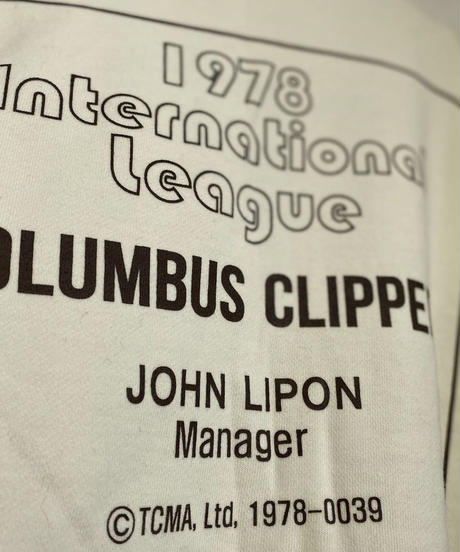 1978
International
League
OLUMBUS CLIPPE
JOHN LIPON
Manager
©TCMA, Ltd, 1978-0039